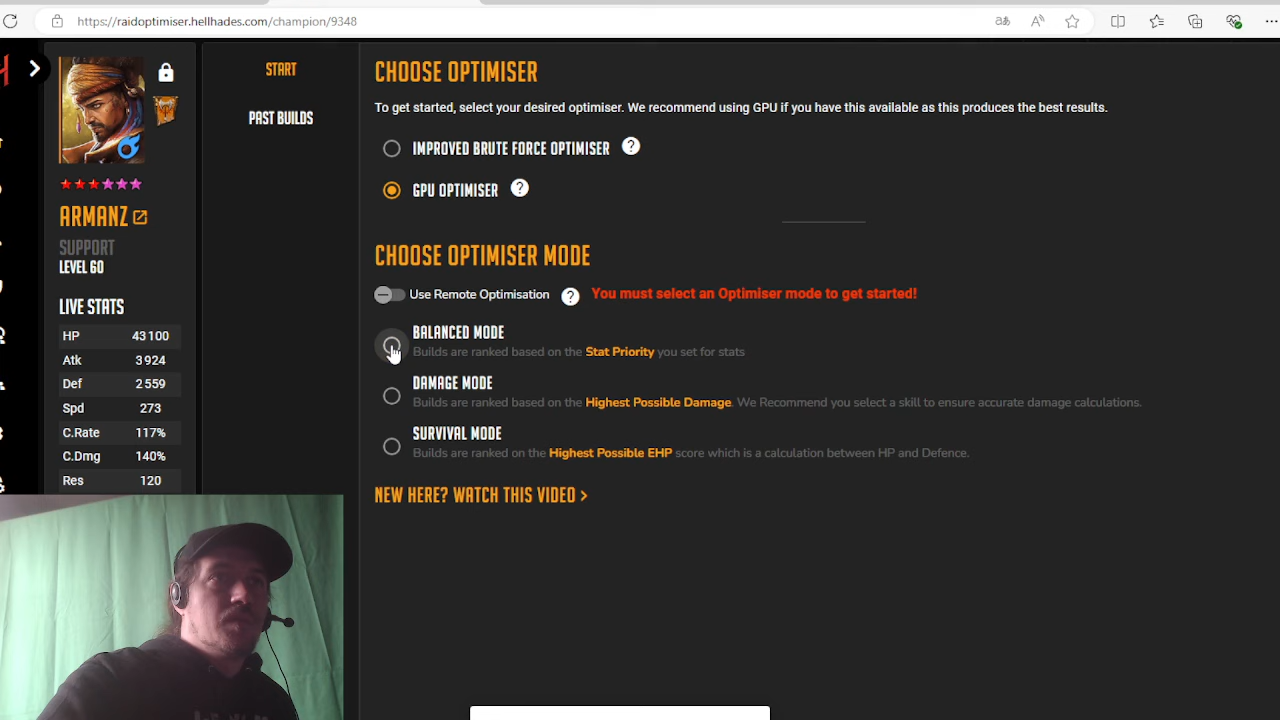 https://raidoptimiser.hellhades.com/champion/9348
ARMANZ
SUPPORT
LEVEL 60
LIVE STATS
HP 43 100
Atk 3 924
Def 2 559
Spd 273
C.Rate 117%
C.Dmg 140%
Res 120
START
PAST BUILDS
CHOOSE OPTIMISER
To get started, select your desired optimiser. We recommend using GPU if you have this available as this produces the best results.
IMPROVED BRUTE FORCE OPTIMISER ?
GPU OPTIMISER ?
CHOOSE OPTIMISER MODE
Use Remote Optimisation ? You must select an Optimiser mode to get started!
BALANCED MODE
Builds are ranked based on the Stat Priority you set for stats
DAMAGE MODE
Builds are ranked based on the Highest Possible Damage. We Recommend you select a skill to ensure accurate damage calculations.
SURVIVAL MODE
Builds are ranked on the Highest Possible EHP score which is a calculation between HP and Defence.
NEW HERE? WATCH THIS VIDEO >